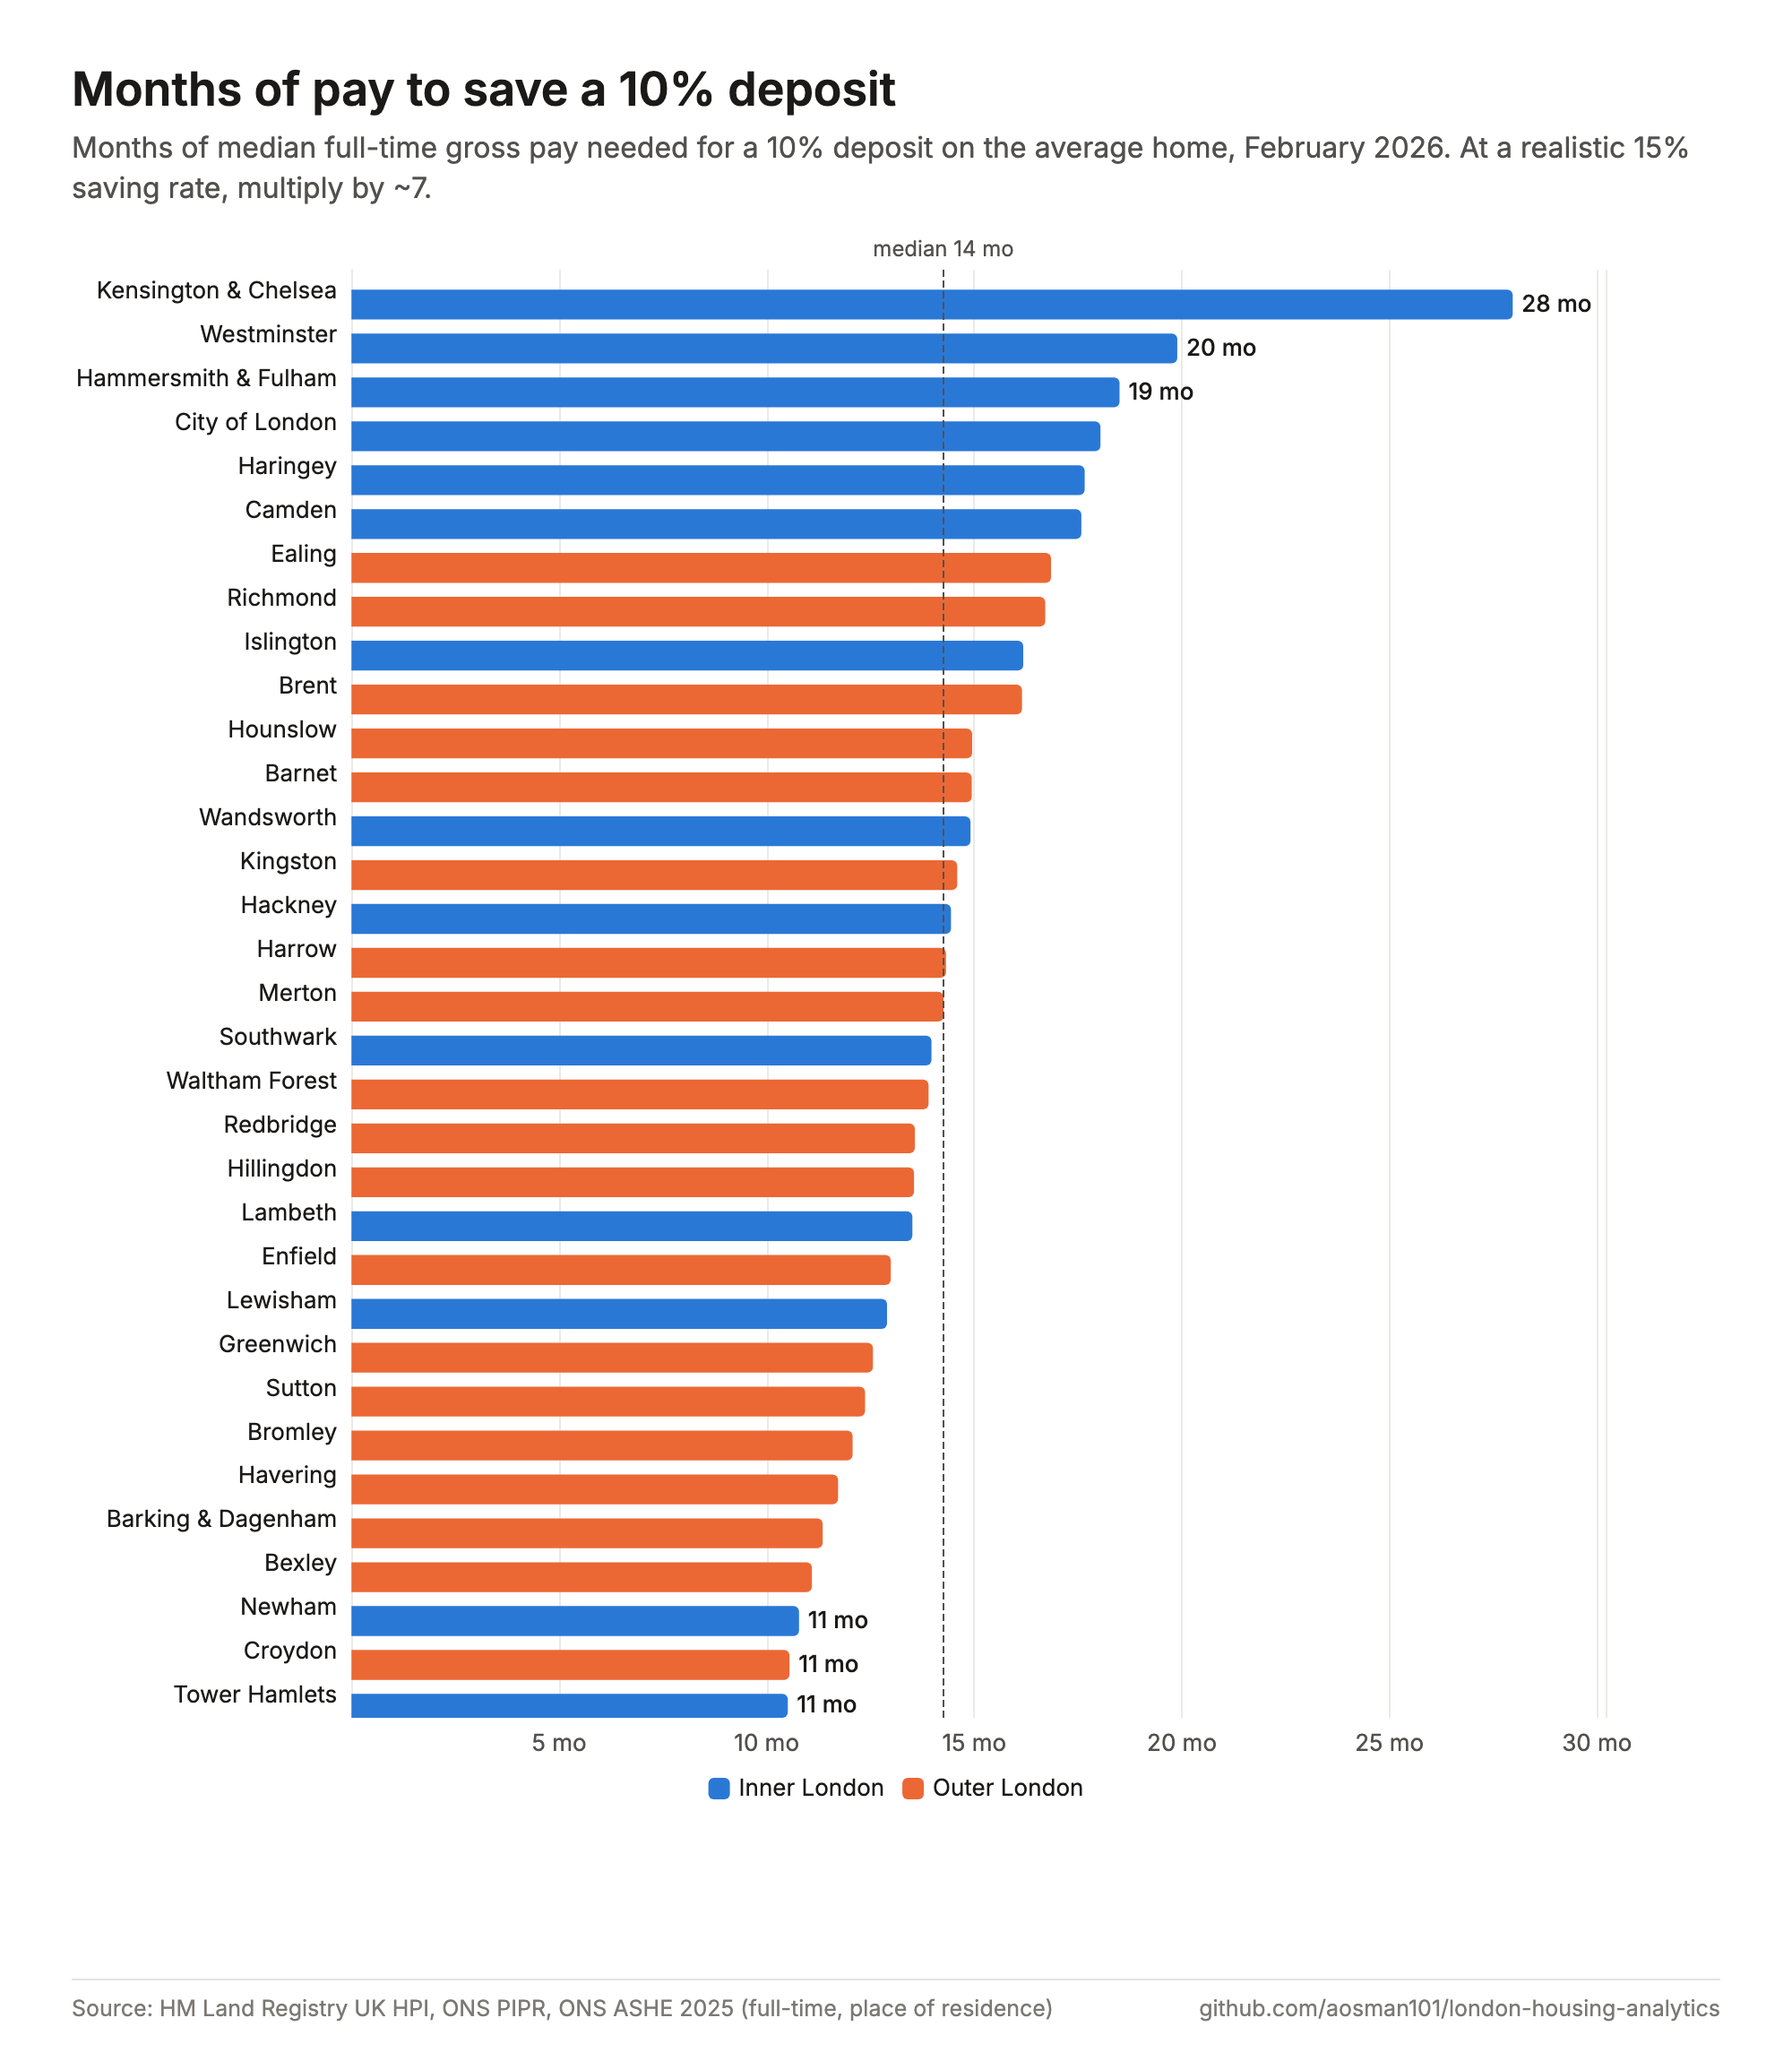 Months of pay to save a 10% deposit
Months of median full-time gross pay needed for a 10% deposit on the average home, February 2026. At a realistic 15%
saving rate, multiply by ~7.
median 14 mo
Kensington & Chelsea 28 mo
Westminster 20 mo
Hammersmith & Fulham 19 mo
City of London
Haringey
Camden
Ealing
Richmond
Islington
Brent
Hounslow
Barnet
Wandsworth
Kingston
Hackney
Harrow
Merton
Southwark
Waltham Forest
Redbridge
Hillingdon
Lambeth
Enfield
Lewisham
Greenwich
Sutton
Bromley
Havering
Barking & Dagenham
Bexley
Newham 11 mo
Croydon 11 mo
Tower Hamlets 11 mo
5 mo 10 mo 15 mo 20 mo 25 mo 30 mo
Inner London Outer London
Source: HM Land Registry UK HPI, ONS PIPR, ONS ASHE 2025 (full-time, place of residence) github.com/aosman101/london-housing-analytics